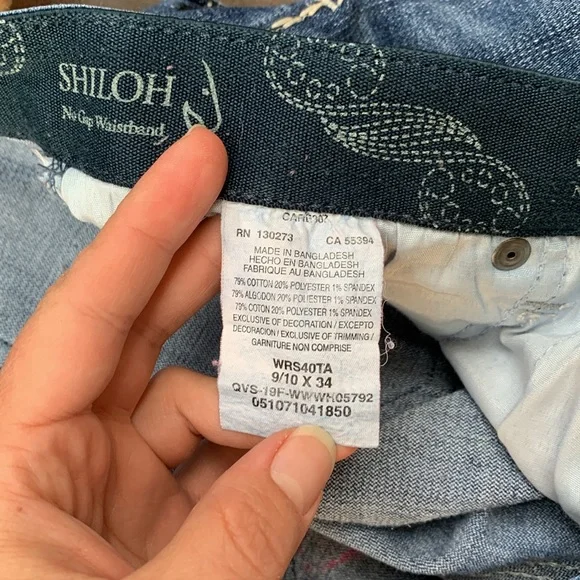 SHILOH
No Gap Waistband
RN 130273 CA 55394
MADE IN BANGLADESH
HECHO EN BANGLADESH
FABRIQUE AU BANGLADESH
79% COTTON 20% POLYESTER 1% SPANDEX
79% ALGODON 20% POLYESTER 1% SPANDEX
79% COTON 20% POLYESTER 1% SPANDEX
EXCLUSIVE OF DECORATION / EXCEPTO
DECORACION / EXCLUSIVE OF TRIMMING /
GARNITURE NON COMPRISE
WRS40TA
9/10 X 34
QVS-19F-WWWH05792
051071041850